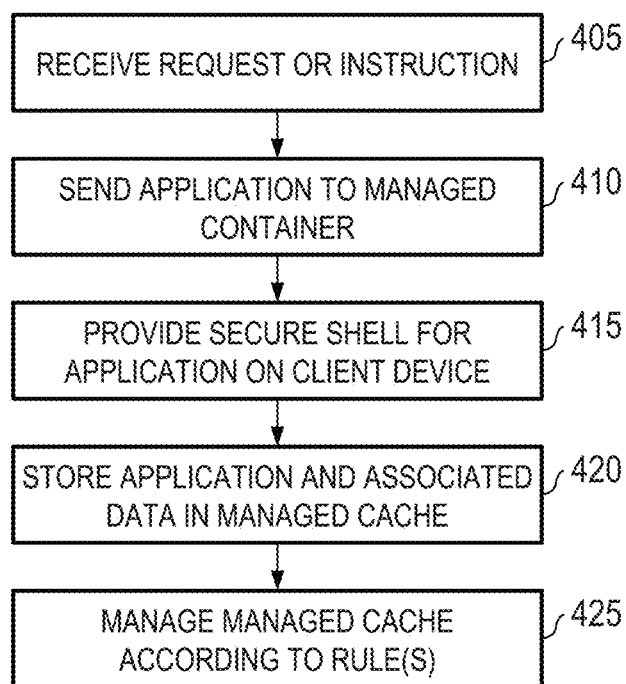 RECEIVE REQUEST OR INSTRUCTION
405
SEND APPLICATION TO MANAGED
CONTAINER
410
PROVIDE SECURE SHELL FOR
APPLICATION ON CLIENT DEVICE
415
STORE APPLICATION AND ASSOCIATED
DATA IN MANAGED CACHE
420
MANAGE MANAGED CACHE
ACCORDING TO RULE(S)
425